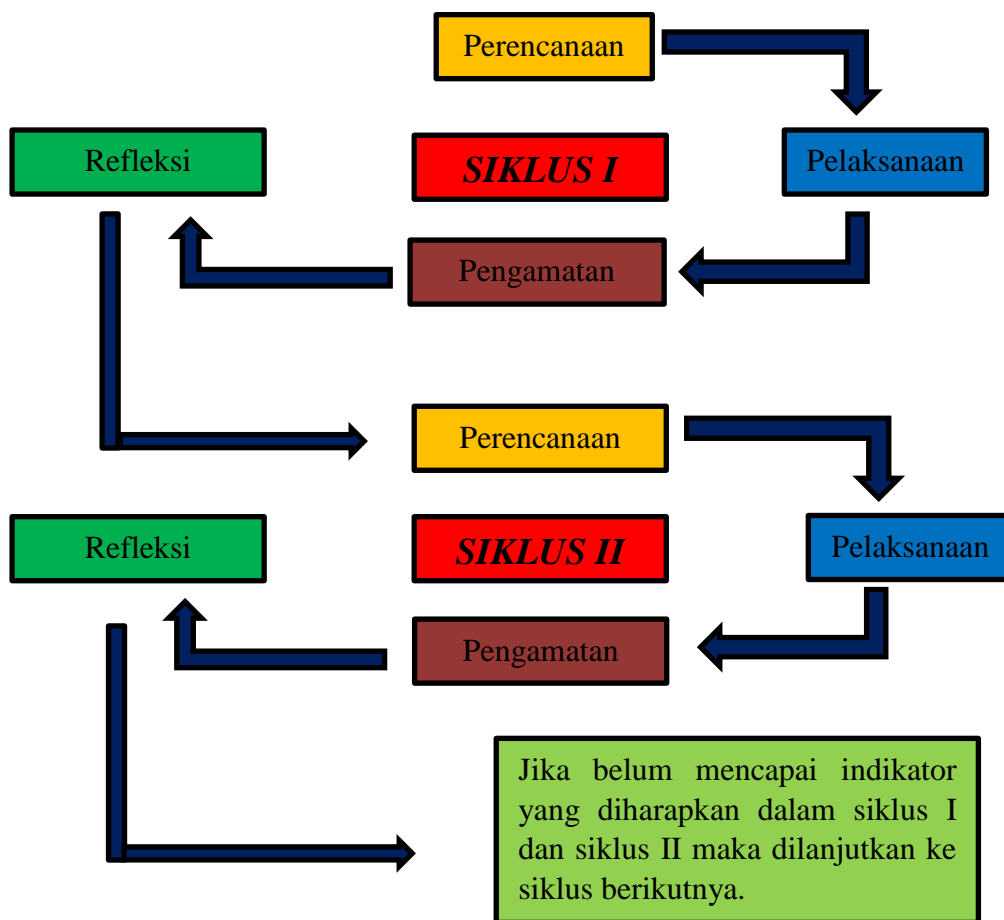 Perencanaan
Refleksi
SIKLUS I
Pelaksanaan
Pengamatan
Perencanaan
Refleksi
SIKLUS II
Pelaksanaan
Pengamatan
Jika belum mencapai indikator
yang diharapkan dalam siklus I
dan siklus II maka dilanjutkan ke
siklus berikutnya.